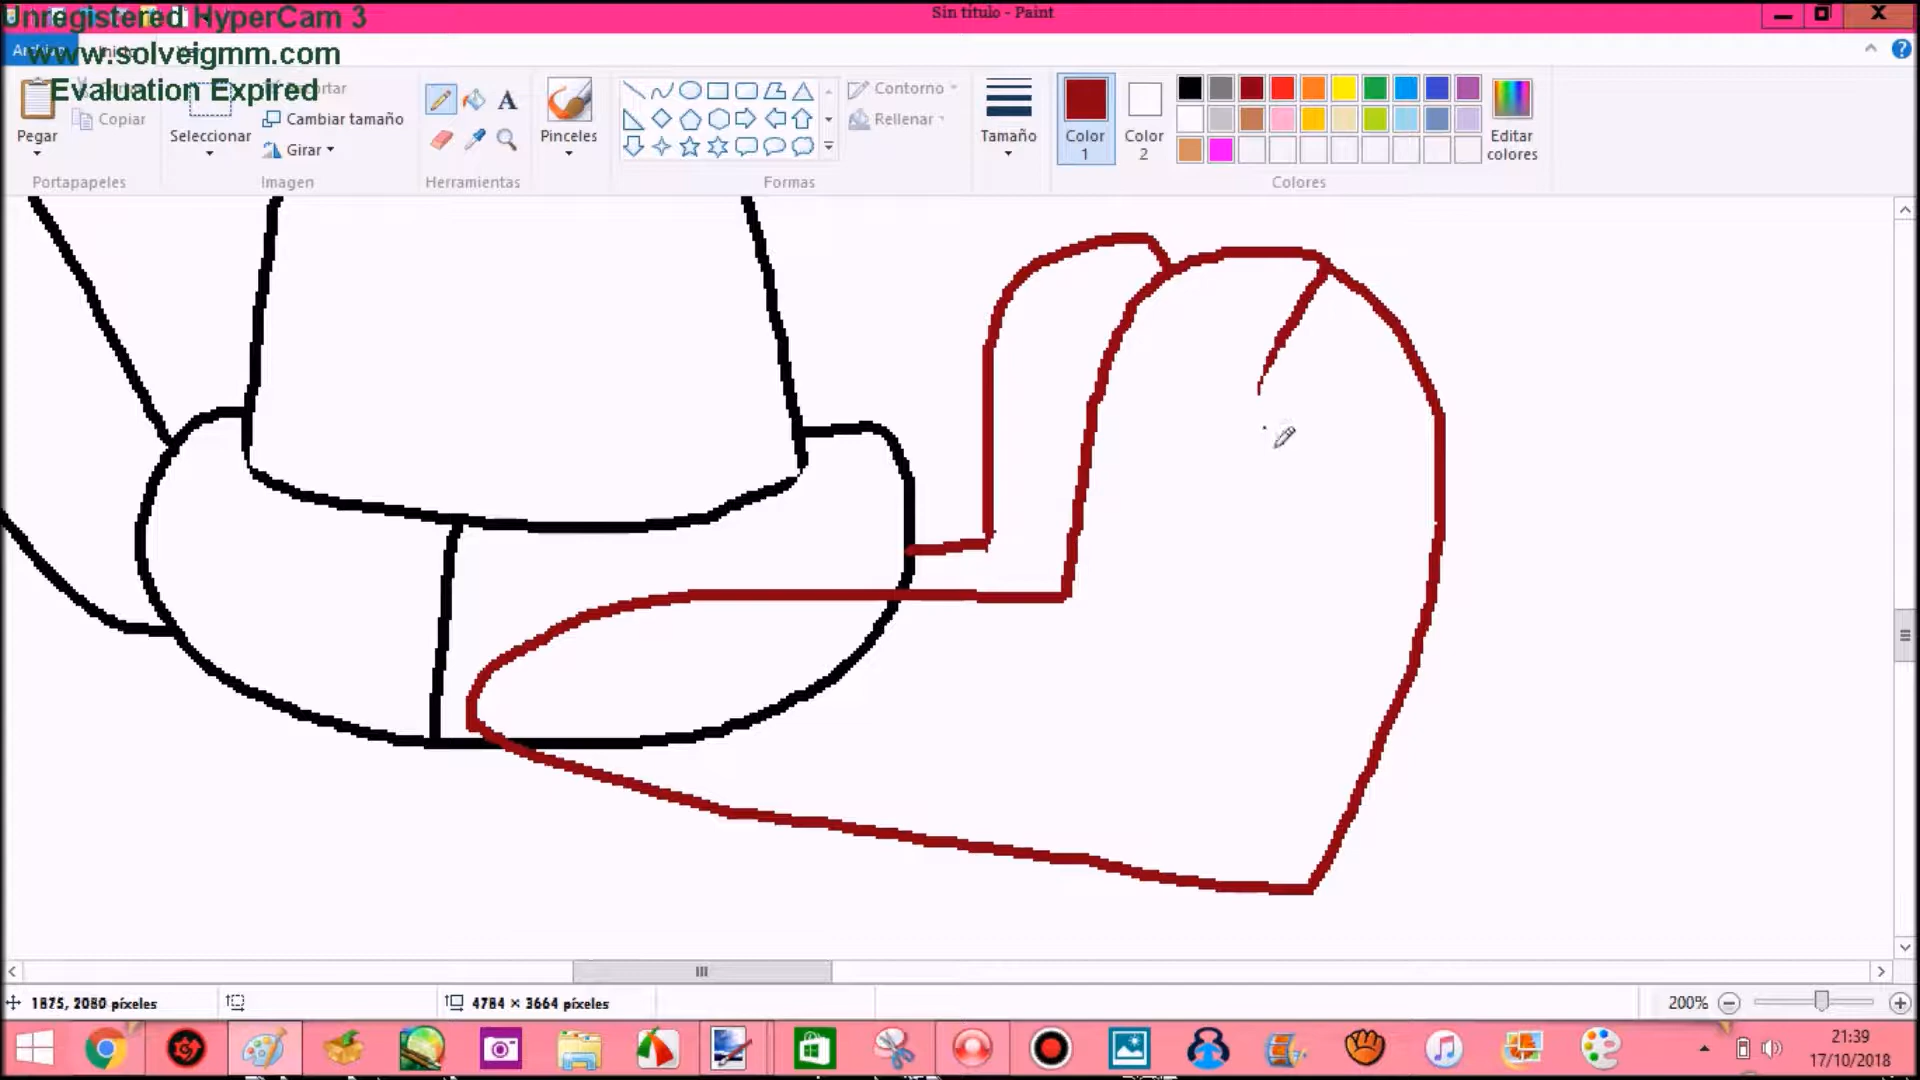 Unregistered HyperCam 3
Sin título - Paint
www.solveigmm.com
Evaluation Expired
Pegar
Copiar
Portapapeles
Seleccionar
Cambiar tamaño
Girar
Imagen
A
Herramientas
Pinceles
Formas
Contorno
Rellenar
Tamaño
Color 1
Color 2
Editar colores
Colores
1875, 2080 píxeles
4784 × 3664 píxeles
200%
21:39
17/10/2018